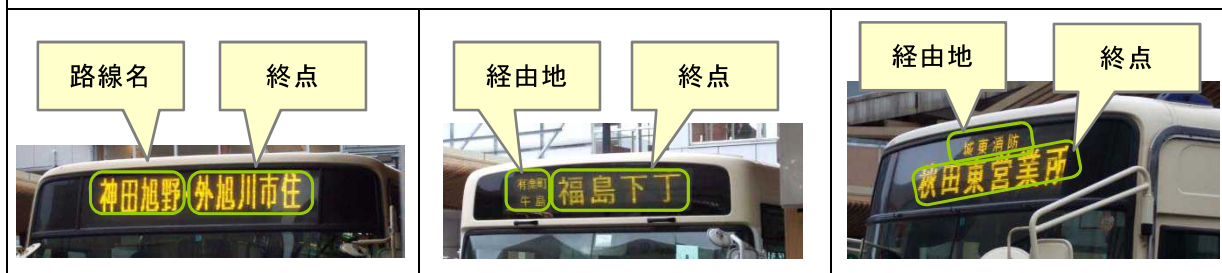 路線名 終点
神田旭野 外旭川市住
経由地 終点
有楽町
牛島
福島下丁
経由地 終点
城東消防
秋田東営業所